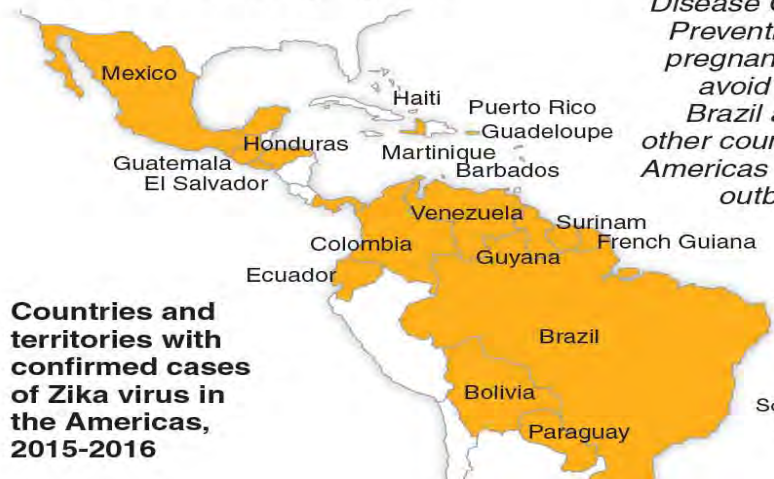 Disease
Preventi
pregnan
avoid
Brazil a
other coun
Americas
outb
Mexico
Haiti
Puerto Rico
Guadeloupe
Honduras
Martinique
Guatemala
Barbados
El Salvador
Venezuela
Surinam
Colombia
French Guiana
Guyana
Ecuador
Countries and
territories with
confirmed cases
of Zika virus in
the Americas,
2015-2016
Brazil
Bolivia
Paraguay